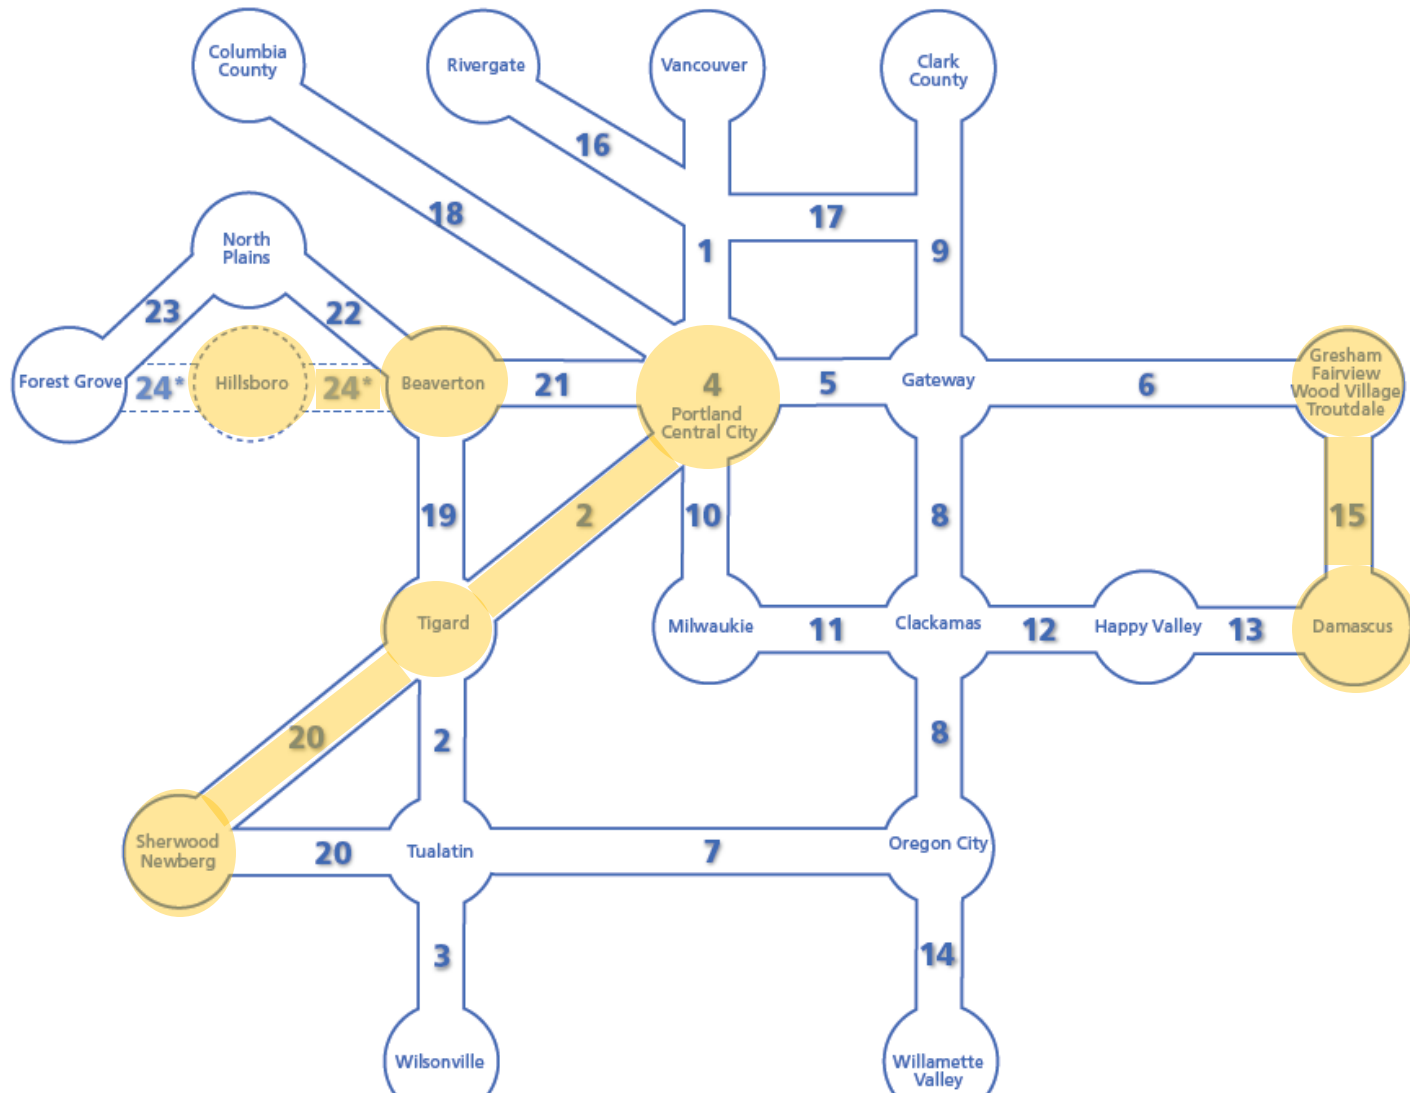 Columbia
County
Rivergate
Vancouver
Clark
County
16
18
17
North
Plains
1
9
23
22
Forest Grove
24*
Hillsboro
24*
Beaverton
21
4
Portland
Central City
5
Gateway
6
Gresham
Fairview
Wood Village
Troutdale
19
2
10
8
15
Tigard
Milwaukie
11
Clackamas
12
Happy Valley
13
Damascus
20
2
8
Sherwood
Newberg
20
Tualatin
7
Oregon City
3
14
Wilsonville
Willamette
Valley